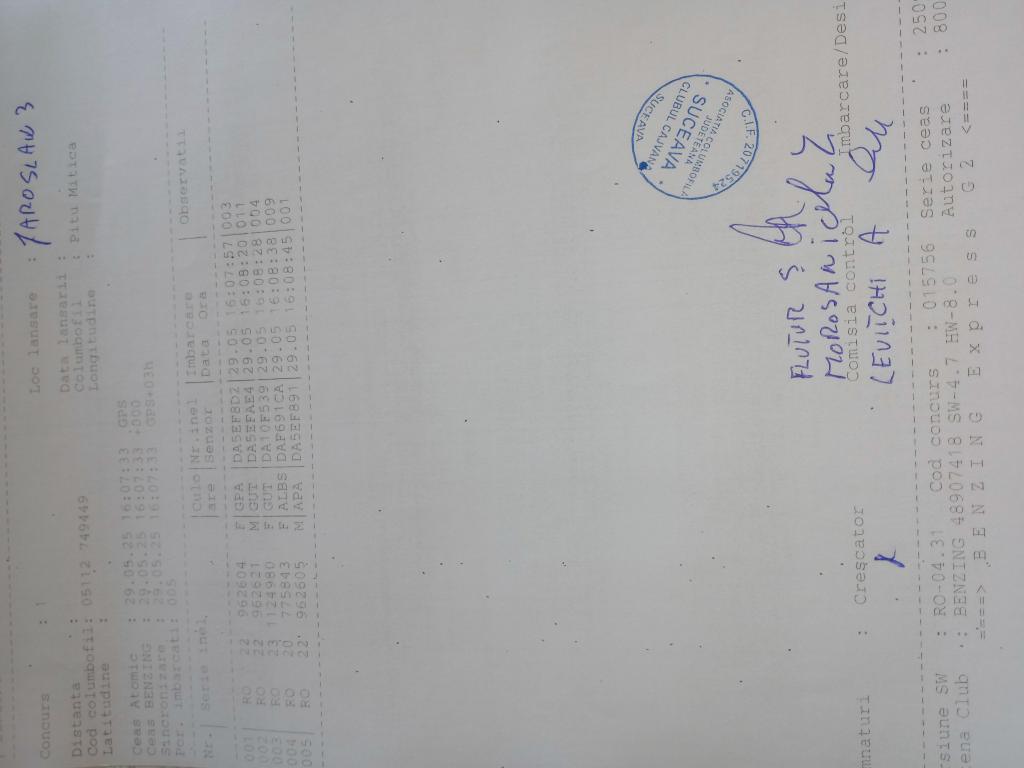 Concurs : 1 Loc lansare : IAROSLAV 3
Distanta : Data lansarii :
Cod columbofil: 05112 749449 Columbofil : Pitu Mitica
Latitudine : Longitudine :
Ceas Atomic : 29.05.25 16:07:33 GPS
Ceas BENZING : 29.05.25 16:07:33 +000
Sincronizare : 29.05.25 16:07:33 GPS+03h
Por. imbarcati: 005
Nr.| Serie inel |Culo|Nr.inel |Imbarcare | Observatii
|are |Senzor |Data Ora |
001| RO 22 962604 F|GPA |DA5EF8D2|29.05 16:07:57|003
002| RO 22 962621 M|GUT |DA5EFAE4|29.05 16:08:20|011
003| RO 23 1124980 F|GUT |DA10F539|29.05 16:08:28|004
004| RO 20 775843 F|ALBS|DAF691CA|29.05 16:08:38|009
005| RO 22 962605 M|APA |DA5EF891|29.05 16:08:45|001
C.I.F. 20719524
ASOCIATIA COLUMBOFILA
JUDETEANA
SUCEAVA
CLUBUL CAJVANA
SUCEAVA
FLUTUR S
MOROSAN
mnaturi : Crescator Comisia control Imbarcare/Desi
LEVITCHI A
rsiune SW : RO-04.31 Cod concurs : 015756 Serie ceas : 250
tena Club : BENZING 48907418 SW-4.7 HW-8.0 Autorizare : 800
====> B E N Z I N G E x p r e s s G 2 <====